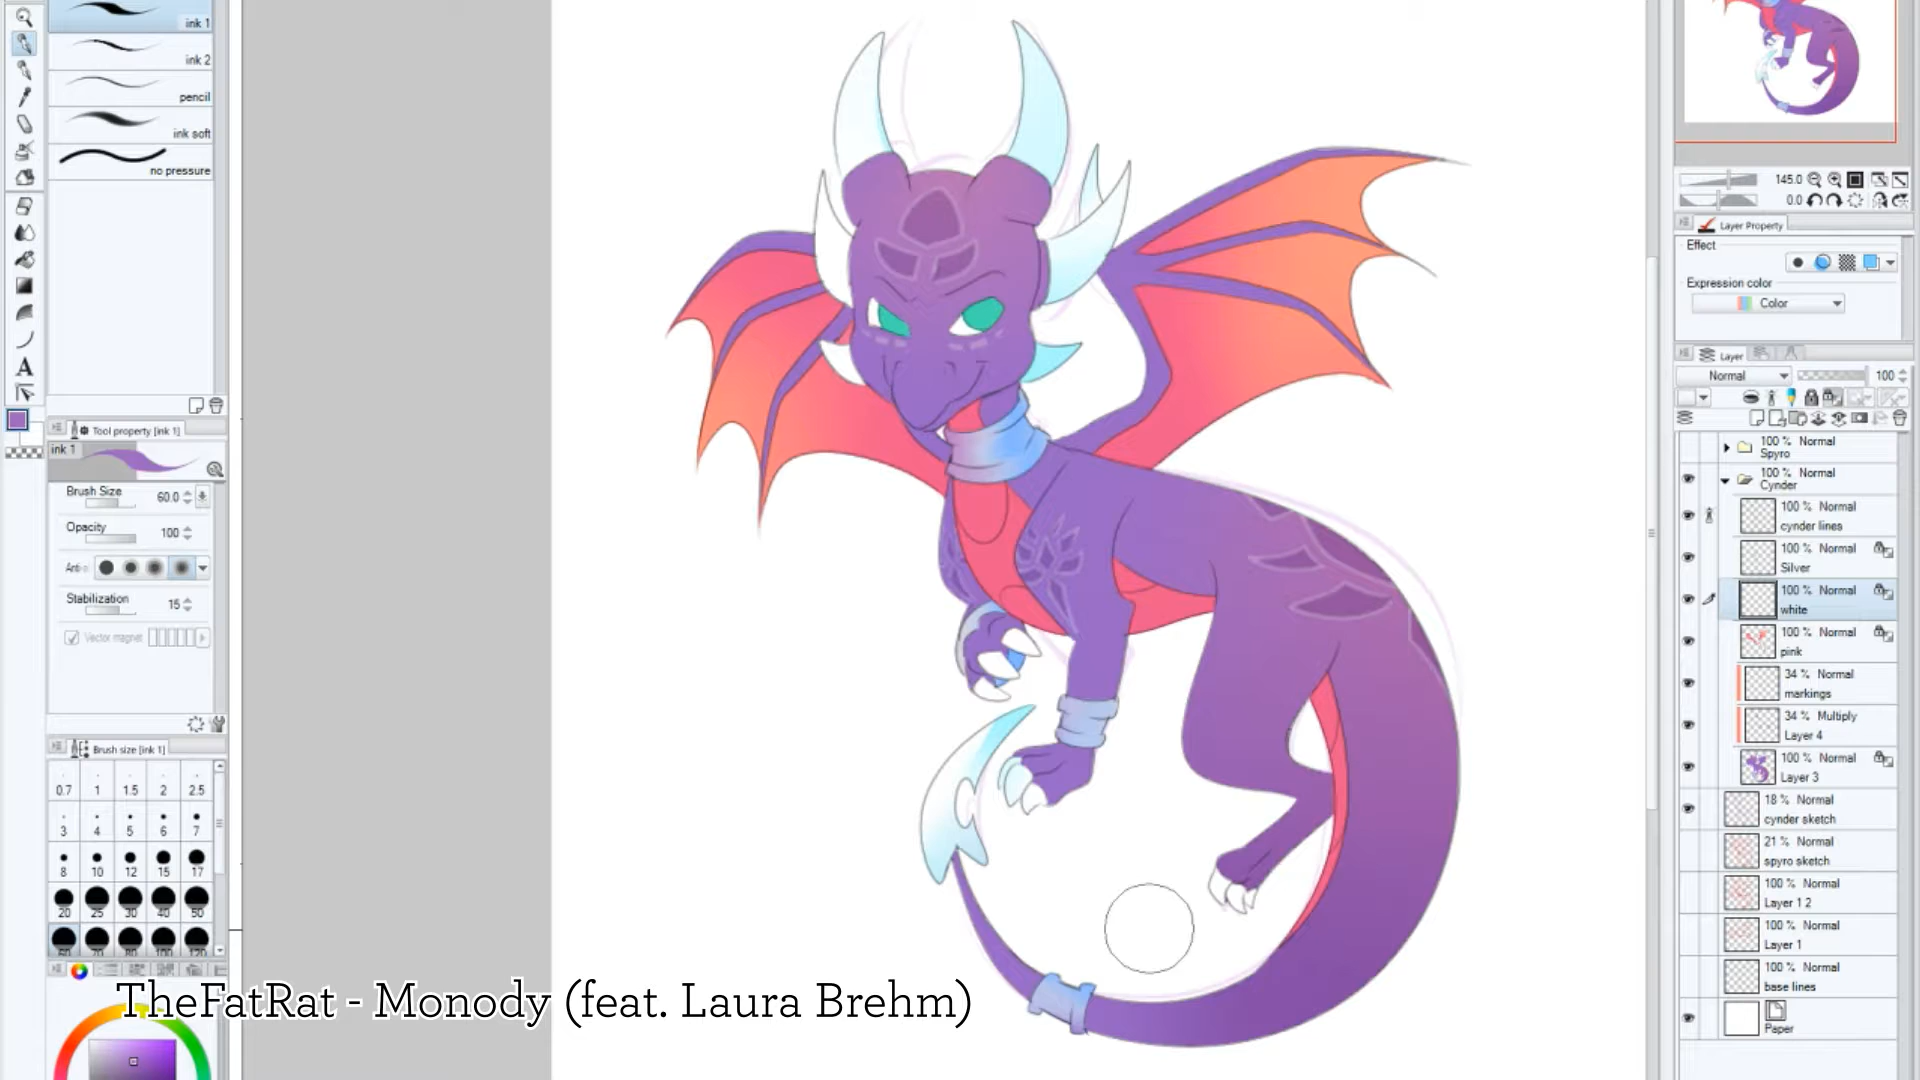 ink 1
ink 2
pencil
ink soft
no pressure
A
Tool property [ink 1]
ink 1
Brush Size 60.0
Opacity 100
Stabilization 15
Vector magnet
Brush size [ink 1]
0.7 1 1.5 2 2.5
3 4 5 6 7
8 10 12 15 17
20 25 30 40 50
TheFatRat - Monody (feat. Laura Brehm)
145.0
0.0
Layer Property
Effect
Expression color
Color
Layer
Normal 100
100 % Normal
Spyro
100 % Normal
Cynder
100 % Normal
cynder lines
100 % Normal
Silver
100 % Normal
white
100 % Normal
pink
34 % Normal
markings
34 % Multiply
Layer 4
100 % Normal
Layer 3
18 % Normal
cynder sketch
21 % Normal
spyro sketch
100 % Normal
Layer 1 2
100 % Normal
Layer 1
100 % Normal
base lines
Paper